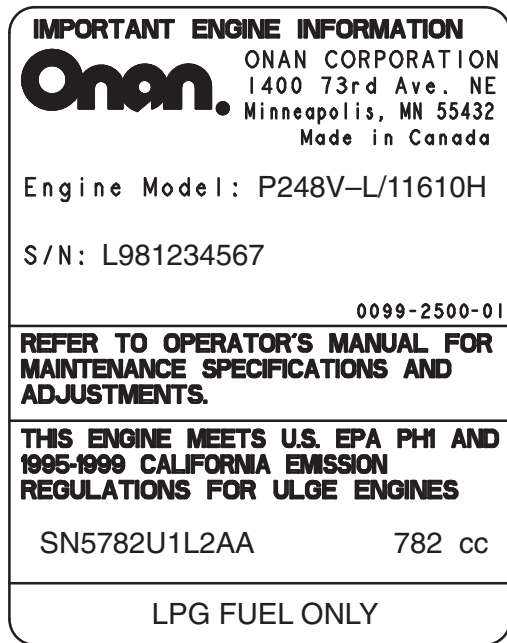 IMPORTANT ENGINE INFORMATION
Onan.
ONAN CORPORATION
1400 73rd Ave. NE
Minneapolis, MN 55432
Made in Canada
Engine Model: P248V–L/11610H
S/N: L981234567
0099-2500-01
REFER TO OPERATOR'S MANUAL FOR
MAINTENANCE SPECIFICATIONS AND
ADJUSTMENTS.
THIS ENGINE MEETS U.S. EPA PH1 AND
1995-1999 CALIFORNIA EMISSION
REGULATIONS FOR ULGE ENGINES
SN5782U1L2AA 782 cc
LPG FUEL ONLY